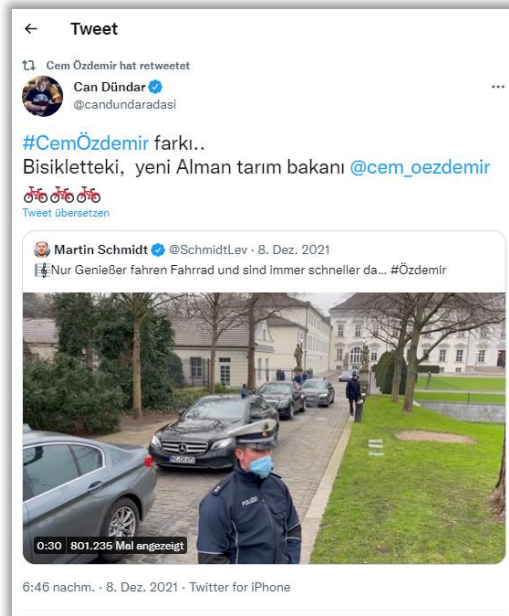 Tweet
Cem Özdemir hat retweetet
Can Dündar
@candundaradasi
#CemÖzdemir farkı..
Bisikletteki, yeni Alman tarım bakanı @cem_oezdemir
Tweet übersetzen
Martin Schmidt @SchmidtLev · 8. Dez. 2021
Nur Genießer fahren Fahrrad und sind immer schneller da... #Özdemir
POLIZEI
0:30 801.235 Mal angezeigt
6:46 nachm. · 8. Dez. 2021 · Twitter for iPhone